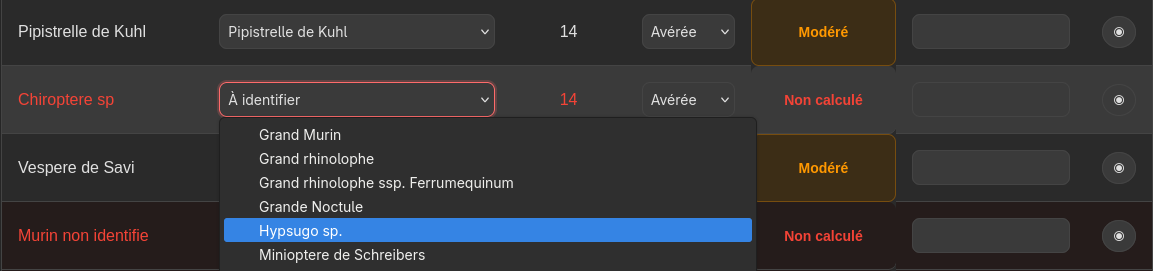 Pipistrelle de Kuhl Pipistrelle de Kuhl 14 Avérée Modéré
Chiroptere sp À identifier 14 Avérée Non calculé
Grand Murin
Grand rhinolophe
Vespere de Savi Modéré
Grand rhinolophe ssp. Ferrumequinum
Grande Noctule
Hypsugo sp.
Murin non identifie Non calculé
Minioptere de Schreibers